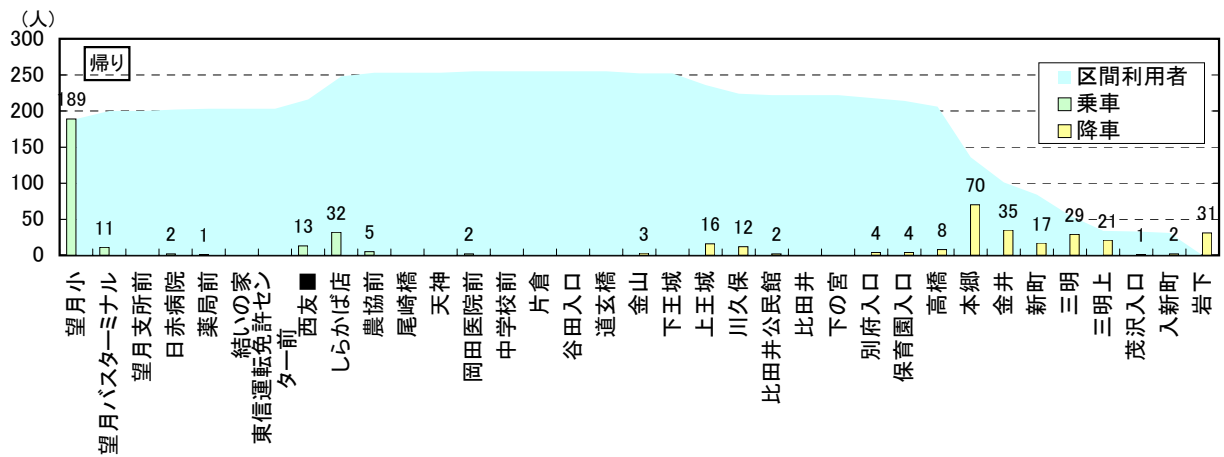 (人)
300
250
200
150
100
50
0
帰り
区間利用者
乗車
降車
189
11
2
1
13
32
5
2
3
16
12
2
4
4
8
70
35
17
29
21
1
2
31
望月小
望月バスターミナル
望月支所前
日赤病院
薬局前
結いの家
東信運転免許セン
ター前
西友■
しらかば店
農協前
尾崎橋
天神
岡田医院前
中学校前
片倉
谷田入口
道玄橋
金山
下王城
上王城
川久保
比田井公民館
比田井
下の宮
別府入口
保育園入口
高橋
本郷
金井
新町
三明
三明上
茂沢入口
入新町
岩下